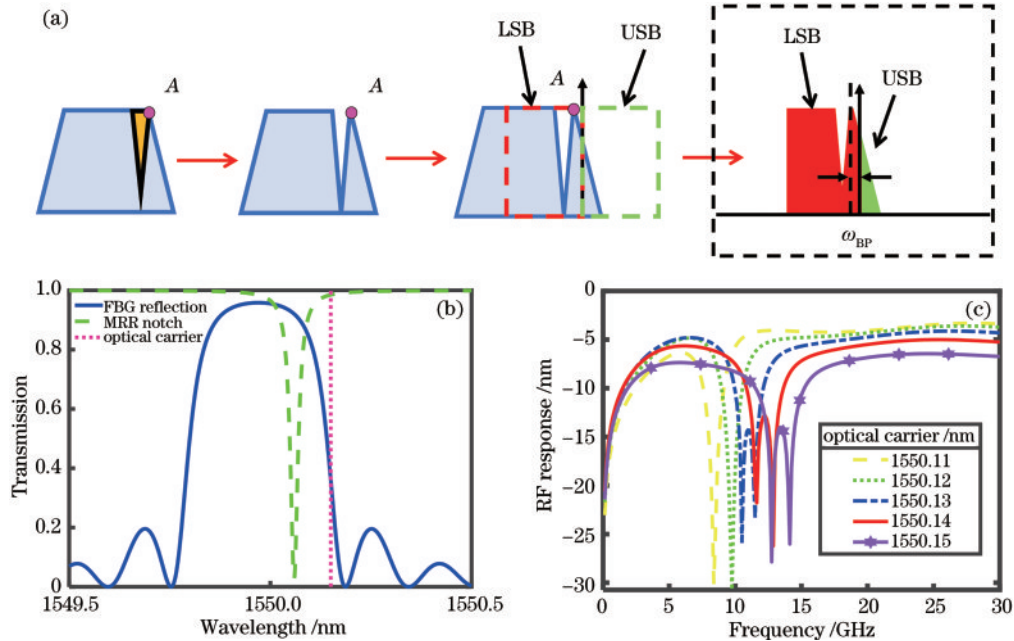 (a)
LSB
USB
A
A
A
LSB
USB
ωBP
(b)
1.0
0.8
0.6
0.4
0.2
0
FBG reflection
MRR notch
optical carrier
Transmission
1549.5
1550.0
1550.5
Wavelength /nm
(c)
0
−5
−10
−15
−20
−25
−30
RF response /nm
optical carrier /nm
1550.11
1550.12
1550.13
1550.14
1550.15
0
5
10
15
20
25
30
Frequency /GHz